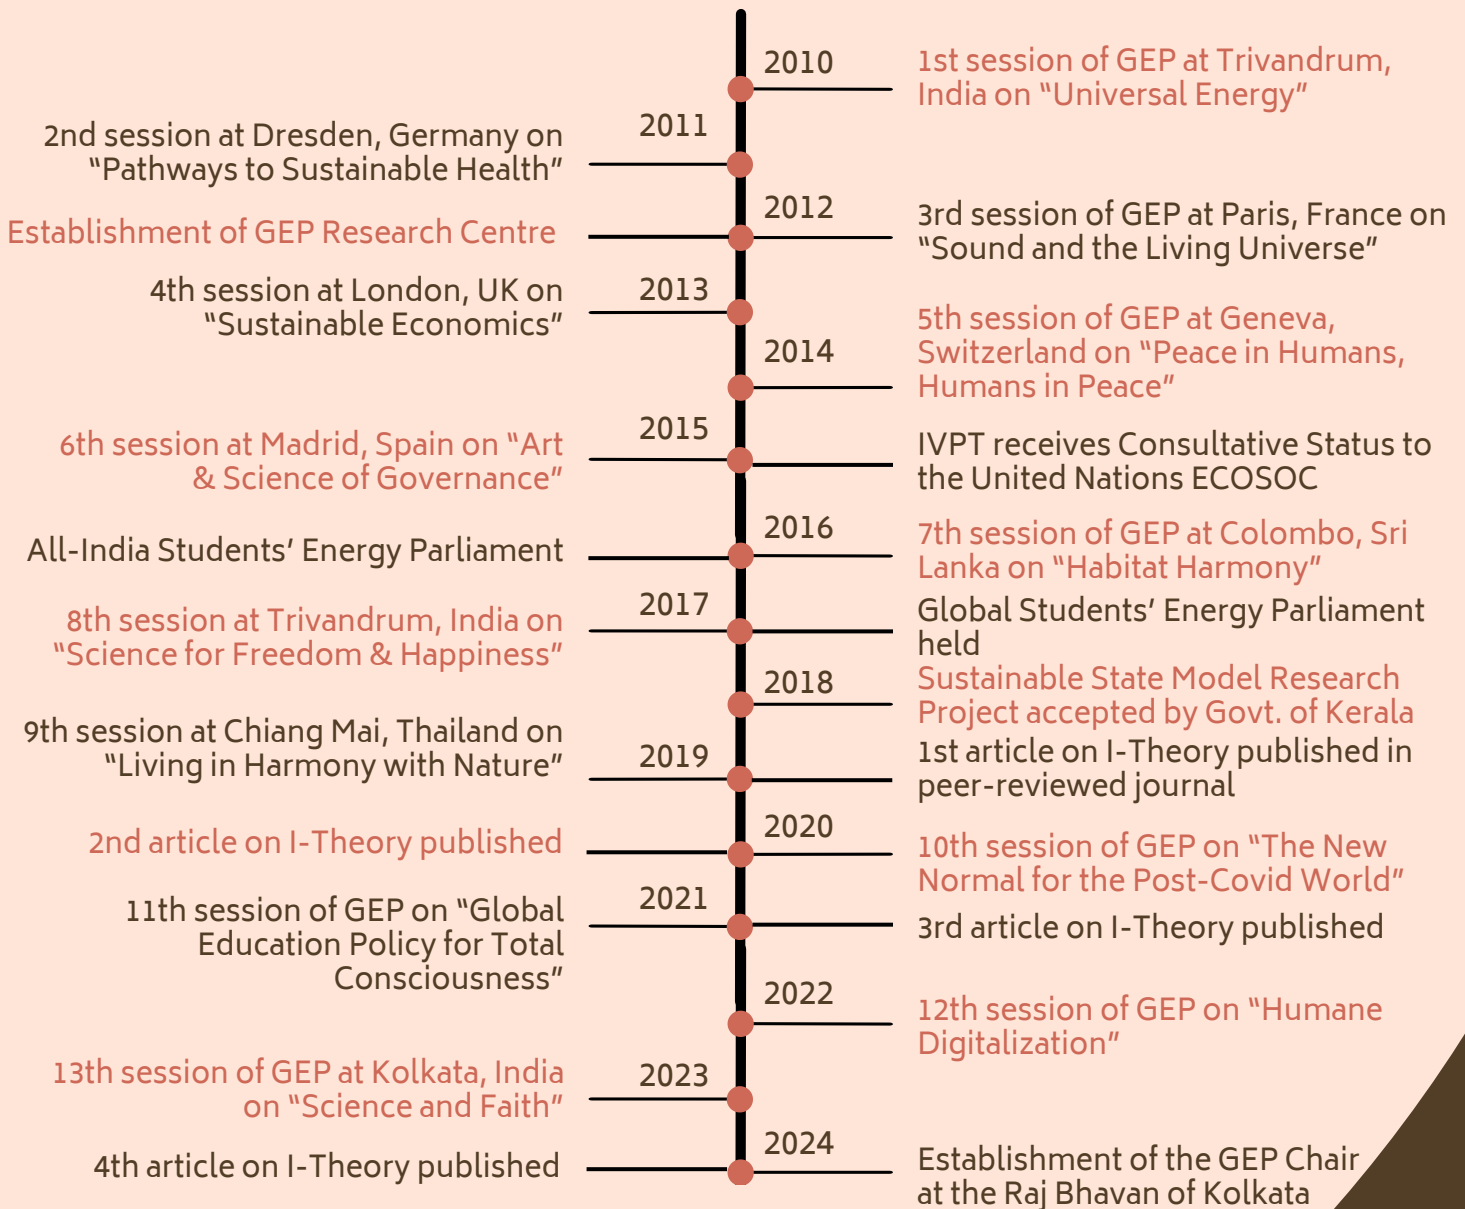 2010
1st session of GEP at Trivandrum,
India on “Universal Energy”
2011
2nd session at Dresden, Germany on
“Pathways to Sustainable Health”
2012
Establishment of GEP Research Centre
3rd session of GEP at Paris, France on
“Sound and the Living Universe”
2013
4th session at London, UK on
“Sustainable Economics”
2014
5th session of GEP at Geneva,
Switzerland on “Peace in Humans,
Humans in Peace”
2015
6th session at Madrid, Spain on “Art
& Science of Governance”
IVPT receives Consultative Status to
the United Nations ECOSOC
2016
All-India Students’ Energy Parliament
7th session of GEP at Colombo, Sri
Lanka on “Habitat Harmony”
2017
8th session at Trivandrum, India on
“Science for Freedom & Happiness”
Global Students’ Energy Parliament
held
2018
Sustainable State Model Research
Project accepted by Govt. of Kerala
2019
9th session at Chiang Mai, Thailand on
“Living in Harmony with Nature”
1st article on I-Theory published in
peer-reviewed journal
2020
2nd article on I-Theory published
10th session of GEP on “The New
Normal for the Post-Covid World”
2021
11th session of GEP on “Global
Education Policy for Total
Consciousness”
3rd article on I-Theory published
2022
12th session of GEP on “Humane
Digitalization”
2023
13th session of GEP at Kolkata, India
on “Science and Faith”
2024
4th article on I-Theory published
Establishment of the GEP Chair
at the Raj Bhavan of Kolkata